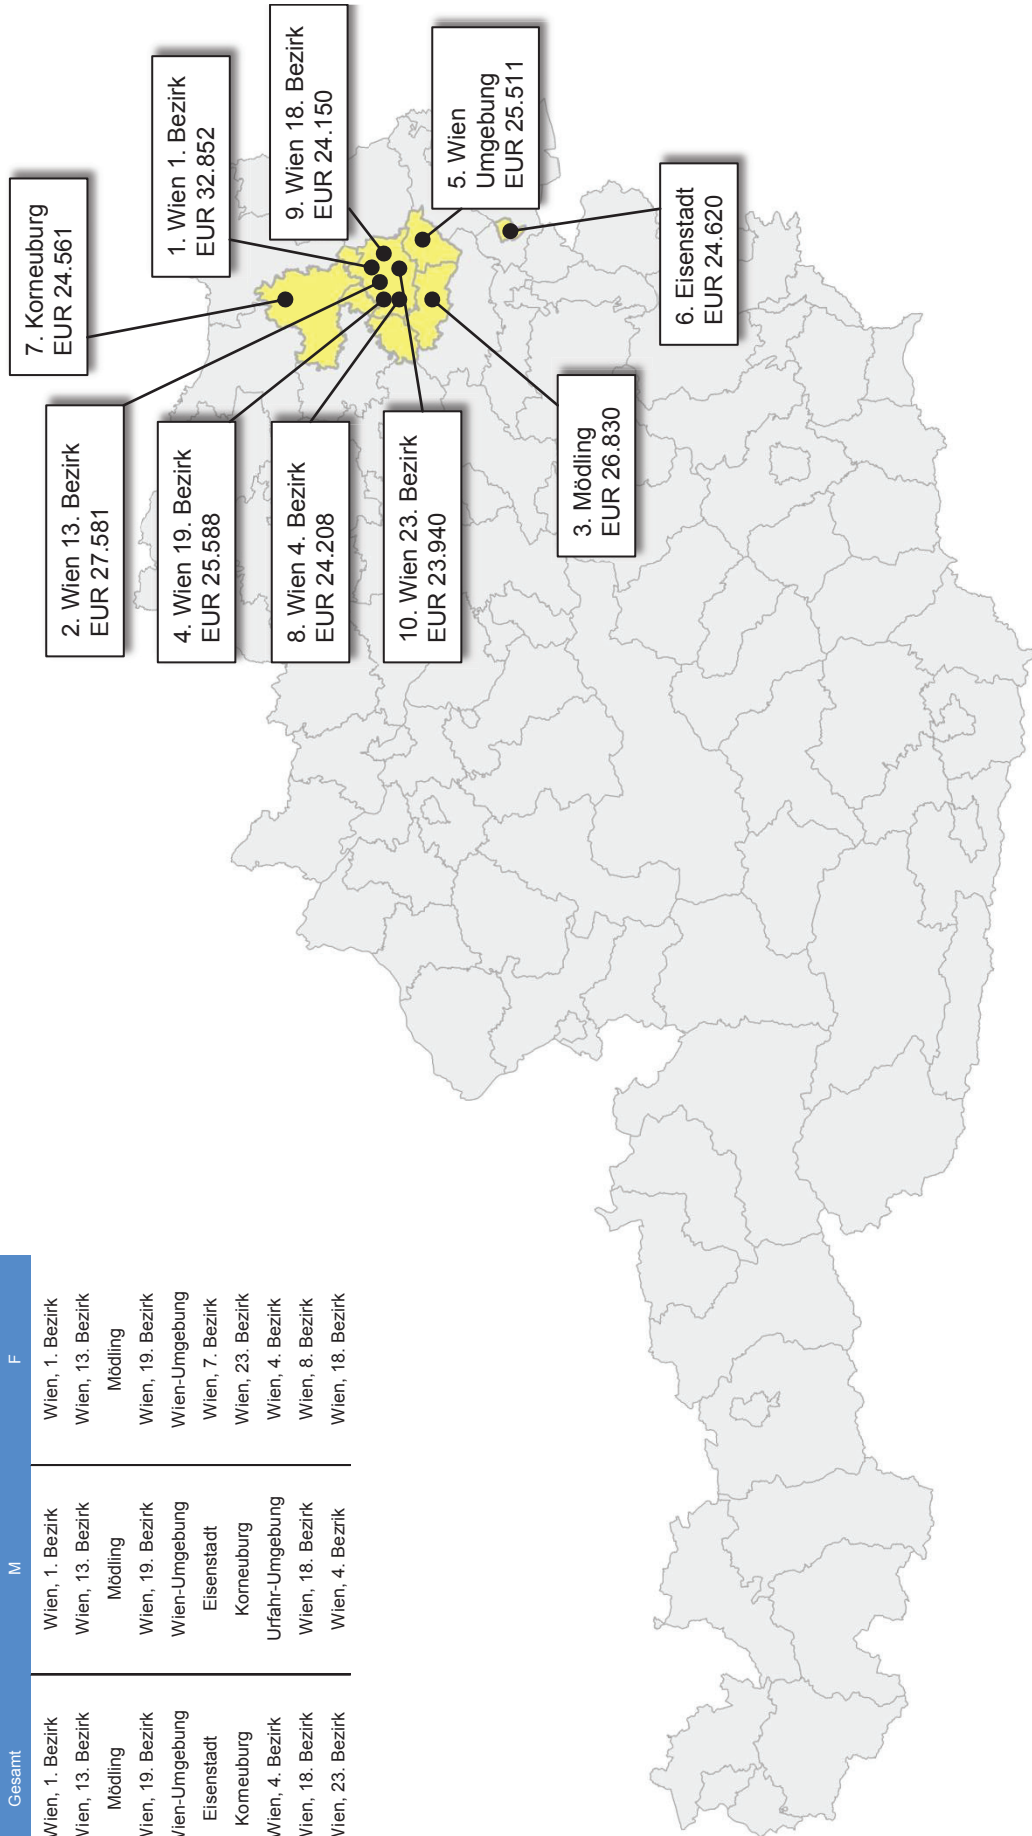 Gesamt M F
Wien, 1. Bezirk Wien, 1. Bezirk Wien, 1. Bezirk
Wien, 13. Bezirk Wien, 13. Bezirk Wien, 13. Bezirk
Mödling Mödling Mödling
Wien, 19. Bezirk Wien, 19. Bezirk Wien, 19. Bezirk
Wien-Umgebung Wien-Umgebung Wien-Umgebung
Eisenstadt Eisenstadt Wien, 7. Bezirk
Korneuburg Korneuburg Wien, 23. Bezirk
Wien, 4. Bezirk Urfahr-Umgebung Wien, 4. Bezirk
Wien, 18. Bezirk Wien, 18. Bezirk Wien, 8. Bezirk
Wien, 23. Bezirk Wien, 4. Bezrik Wien, 18. Bezirk
7. Korneuburg
EUR 24.561
2. Wien 13. Bezirk
EUR 27.581
1. Wien 1. Bezirk
EUR 32.852
4. Wien 19. Bezirk
EUR 25.588
9. Wien 18. Bezirk
EUR 24.150
8. Wien 4. Bezirk
EUR 24.208
10. Wien 23. Bezirk
EUR 23.940
5. Wien
Umgebung
EUR 25.511
3. Mödling
EUR 26.830
6. Eisenstadt
EUR 24.620